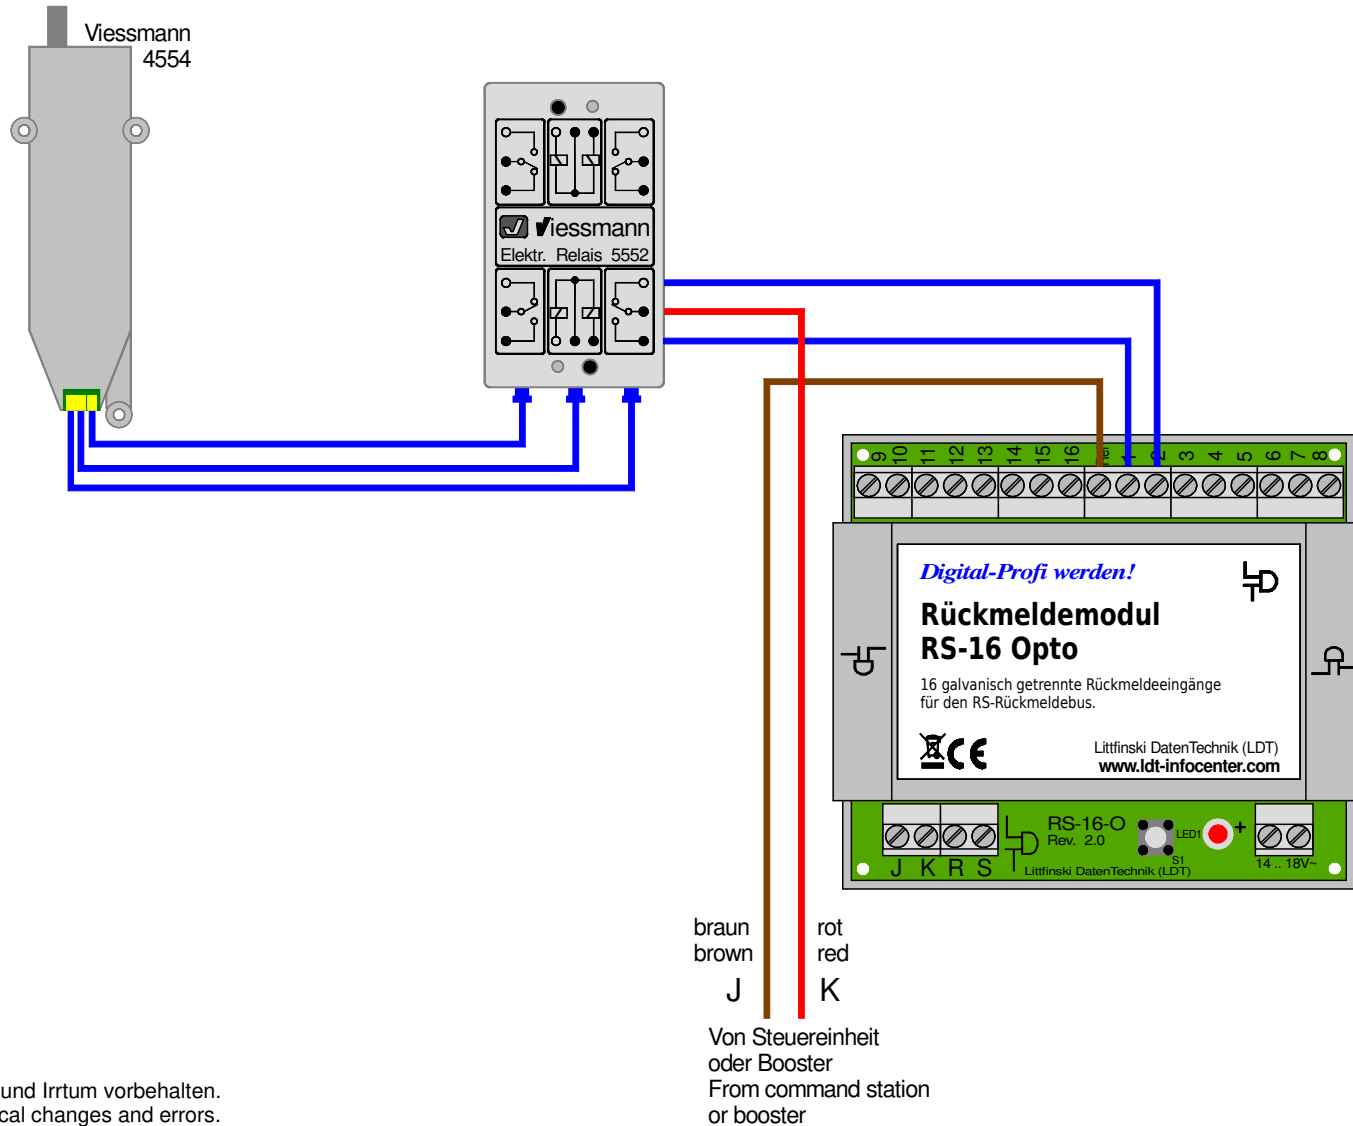 Viessmann
4554
Viessmann
Elektr. Relais 5552
9 10 11 12 13 14 15 16 1 2 3 4 5 6 7 8
Digital-Profi werden!
Rückmeldemodul
RS-16 Opto
16 galvanisch getrennte Rückmeldeeingänge
für den RS-Rückmeldebus.
CE
Littfinski DatenTechnik (LDT)
www.ldt-infocenter.com
J K R S
RS-16-O
Rev. 2.0
LED1
+
S1
Littfinski DatenTechnik (LDT)
14 .. 18V~
braun
brown
J
rot
red
K
Von Steuereinheit
oder Booster
From command station
or booster
und Irrtum vorbehalten.
cal changes and errors.